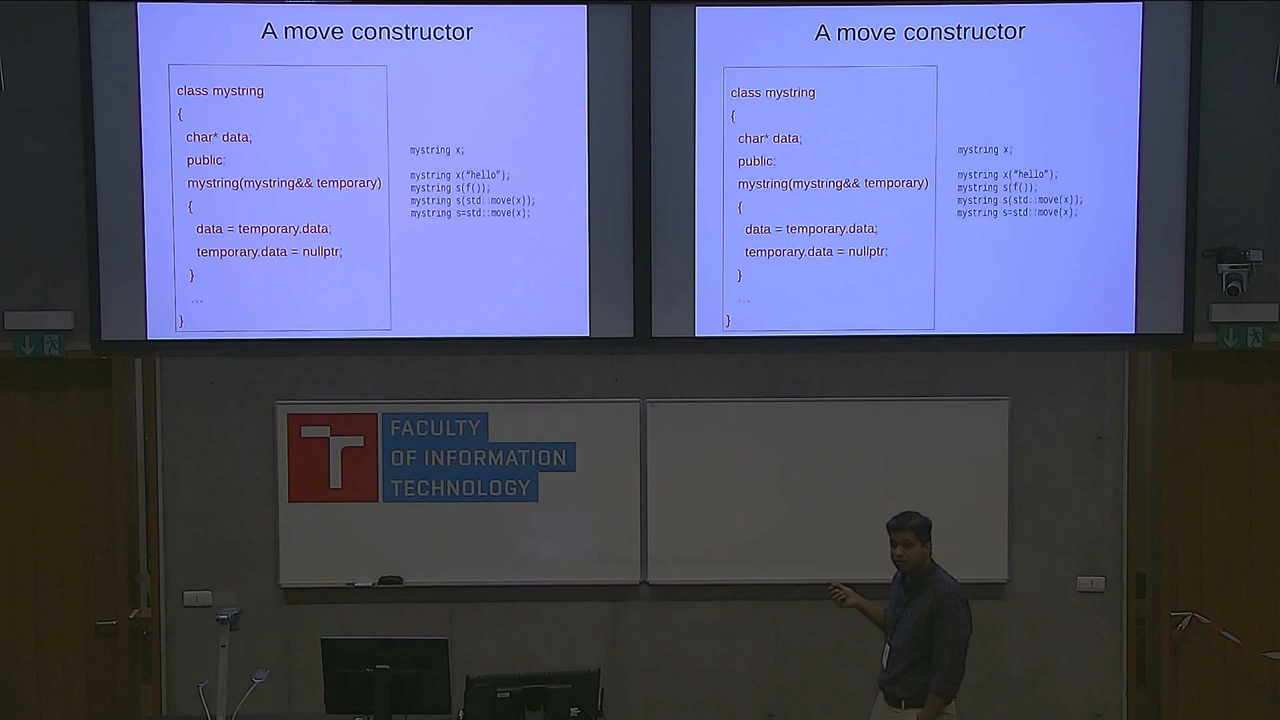 A move constructor
class mystring
{
char* data;
public:
mystring(mystring&& temporary)
{
data = temporary.data;
temporary.data = nullptr;
}
...
}
mystring x;
mystring x("hello");
mystring s(f());
mystring s(std::move(x));
mystring s=std::move(x);
A move constructor
class mystring
{
char* data;
public:
mystring(mystring&& temporary)
{
data = temporary.data;
temporary.data = nullptr;
}
...
}
mystring x;
mystring x("hello");
mystring s(f());
mystring s(std::move(x));
mystring s=std::move(x);
T FACULTY
OF INFORMATION
TECHNOLOGY